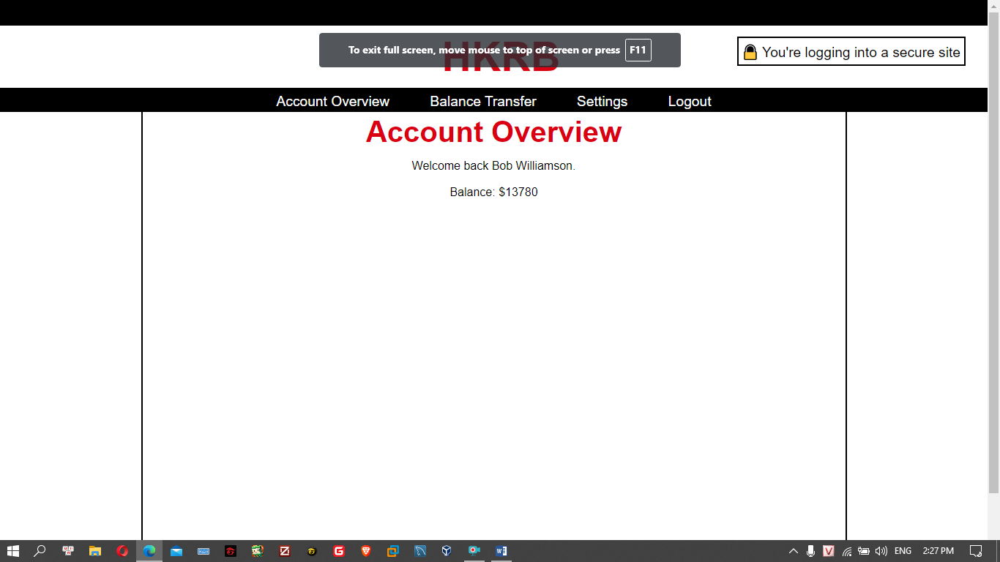 To exit full screen, move mouse to top of screen or press F11
HKRB
You're logging into a secure site
Account Overview Balance Transfer Settings Logout
Account Overview
Welcome back Bob Williamson.
Balance: $13780
ENG 2:27 PM